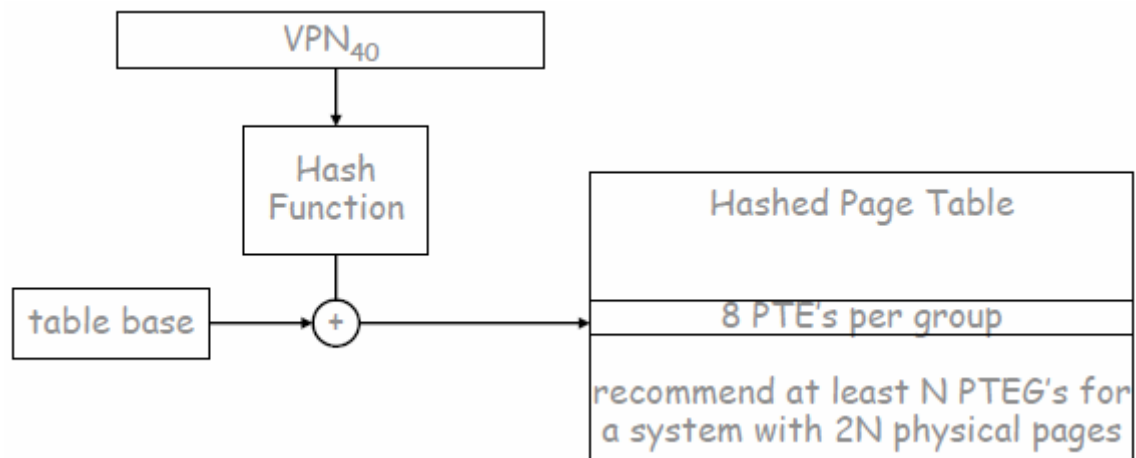 VPN40
Hash
Function
Hashed Page Table
table base
+
8 PTE's per group
recommend at least N PTEG's for
a system with 2N physical pages